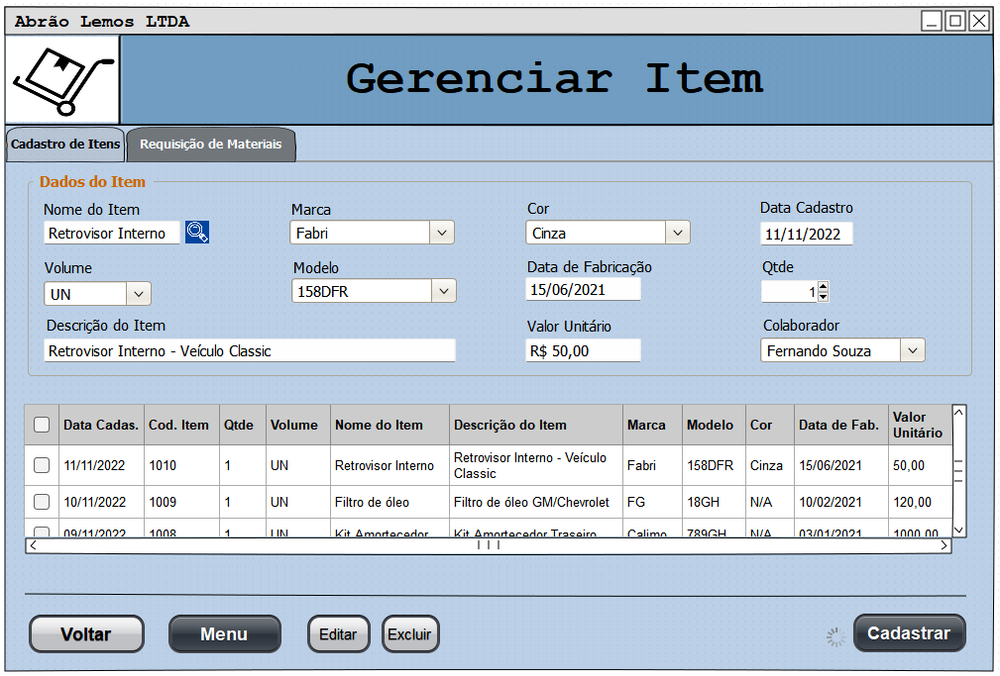 Abrão Lemos LTDA
Gerenciar Item
Cadastro de Itens
Requisição de Materiais
Dados do Item
Nome do Item
Marca
Cor
Data Cadastro
Retrovisor Interno
Fabri
Cinza
11/11/2022
Volume
Modelo
Data de Fabricação
Qtde
UN
158DFR
15/06/2021
1
Descrição do Item
Valor Unitário
Colaborador
Retrovisor Interno - Veículo Classic
R$ 50,00
Fernando Souza
Data Cadas. Cod. Item Qtde Volume Nome do Item Descrição do Item Marca Modelo Cor Data de Fab. Valor Unitário
11/11/2022 1010 1 UN Retrovisor Interno Retrovisor Interno - Veículo Classic Fabri 158DFR Cinza 15/06/2021 50,00
10/11/2022 1009 1 UN Filtro de óleo Filtro de óleo GM/Chevrolet FG 18GH N/A 10/02/2021 120,00
09/11/2022 1008 1 UN Kit Amortecedor Kit Amortecedor Traseiro Calimo 789GH N/A 03/01/2021 1000,00
Voltar
Menu
Editar
Excluir
Cadastrar